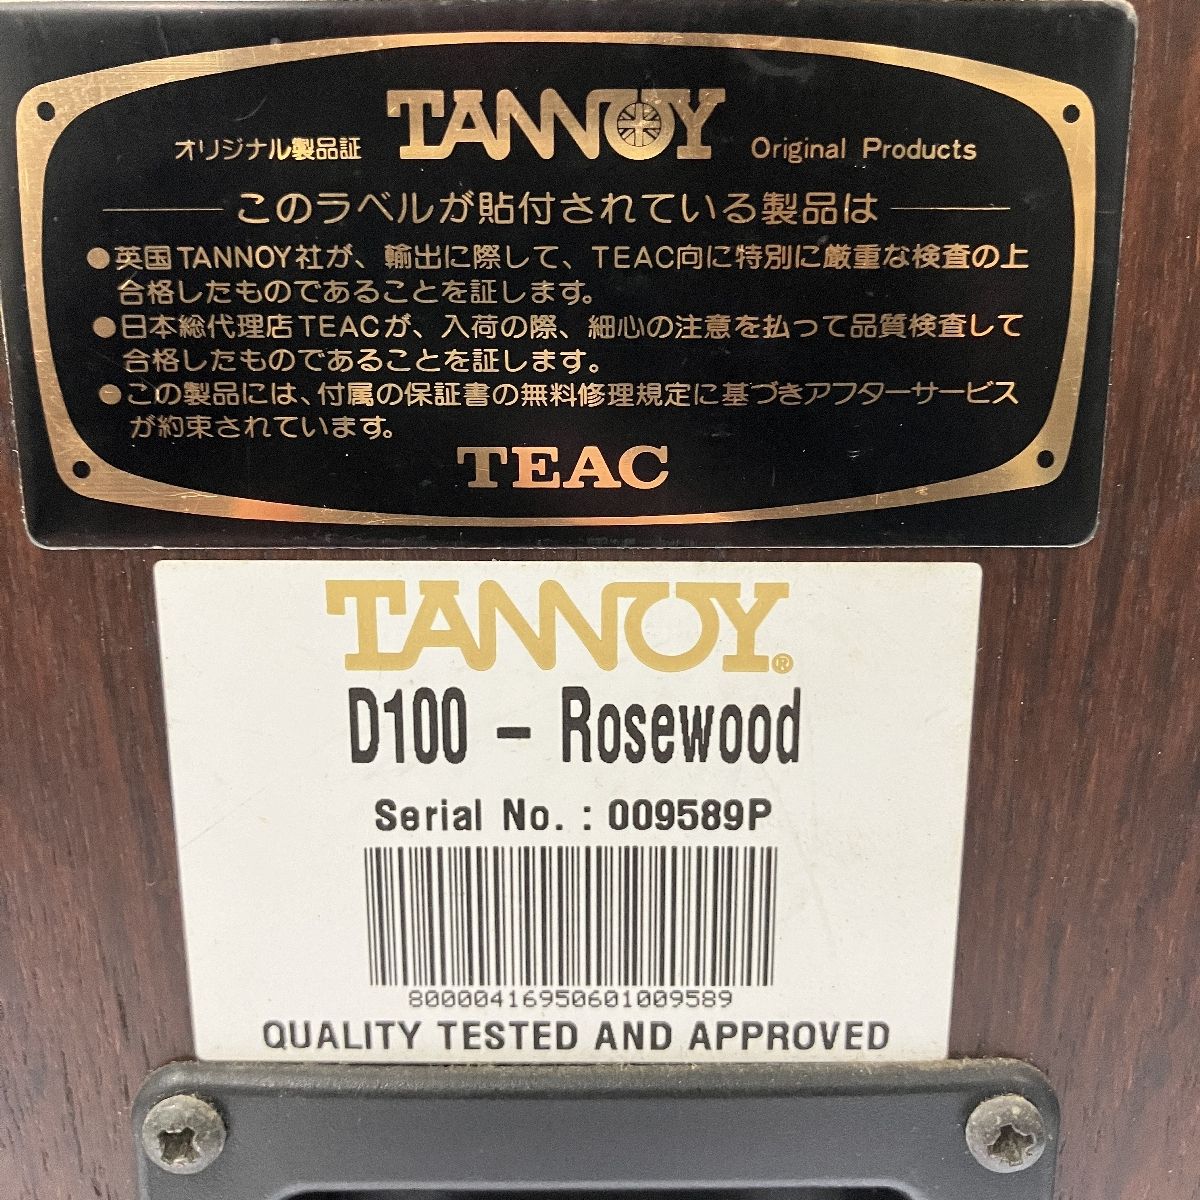 TANNOY
オリジナル製品証 Original Products
このラベルが貼付されている製品は
●英国TANNOY社が、輸出に際して、TEAC向に特別に厳重な検査の上
合格したものであることを証します。
●日本総代理店TEACが、入荷の際、細心の注意を払って品質検査して
合格したものであることを証します。
●この製品には、付属の保証書の無料修理規定に基づきアフターサービス
が約束されています。
TEAC
TANNOY®
D100 - Rosewood
Serial No. : 009589P
80000416950601009589
QUALITY TESTED AND APPROVED